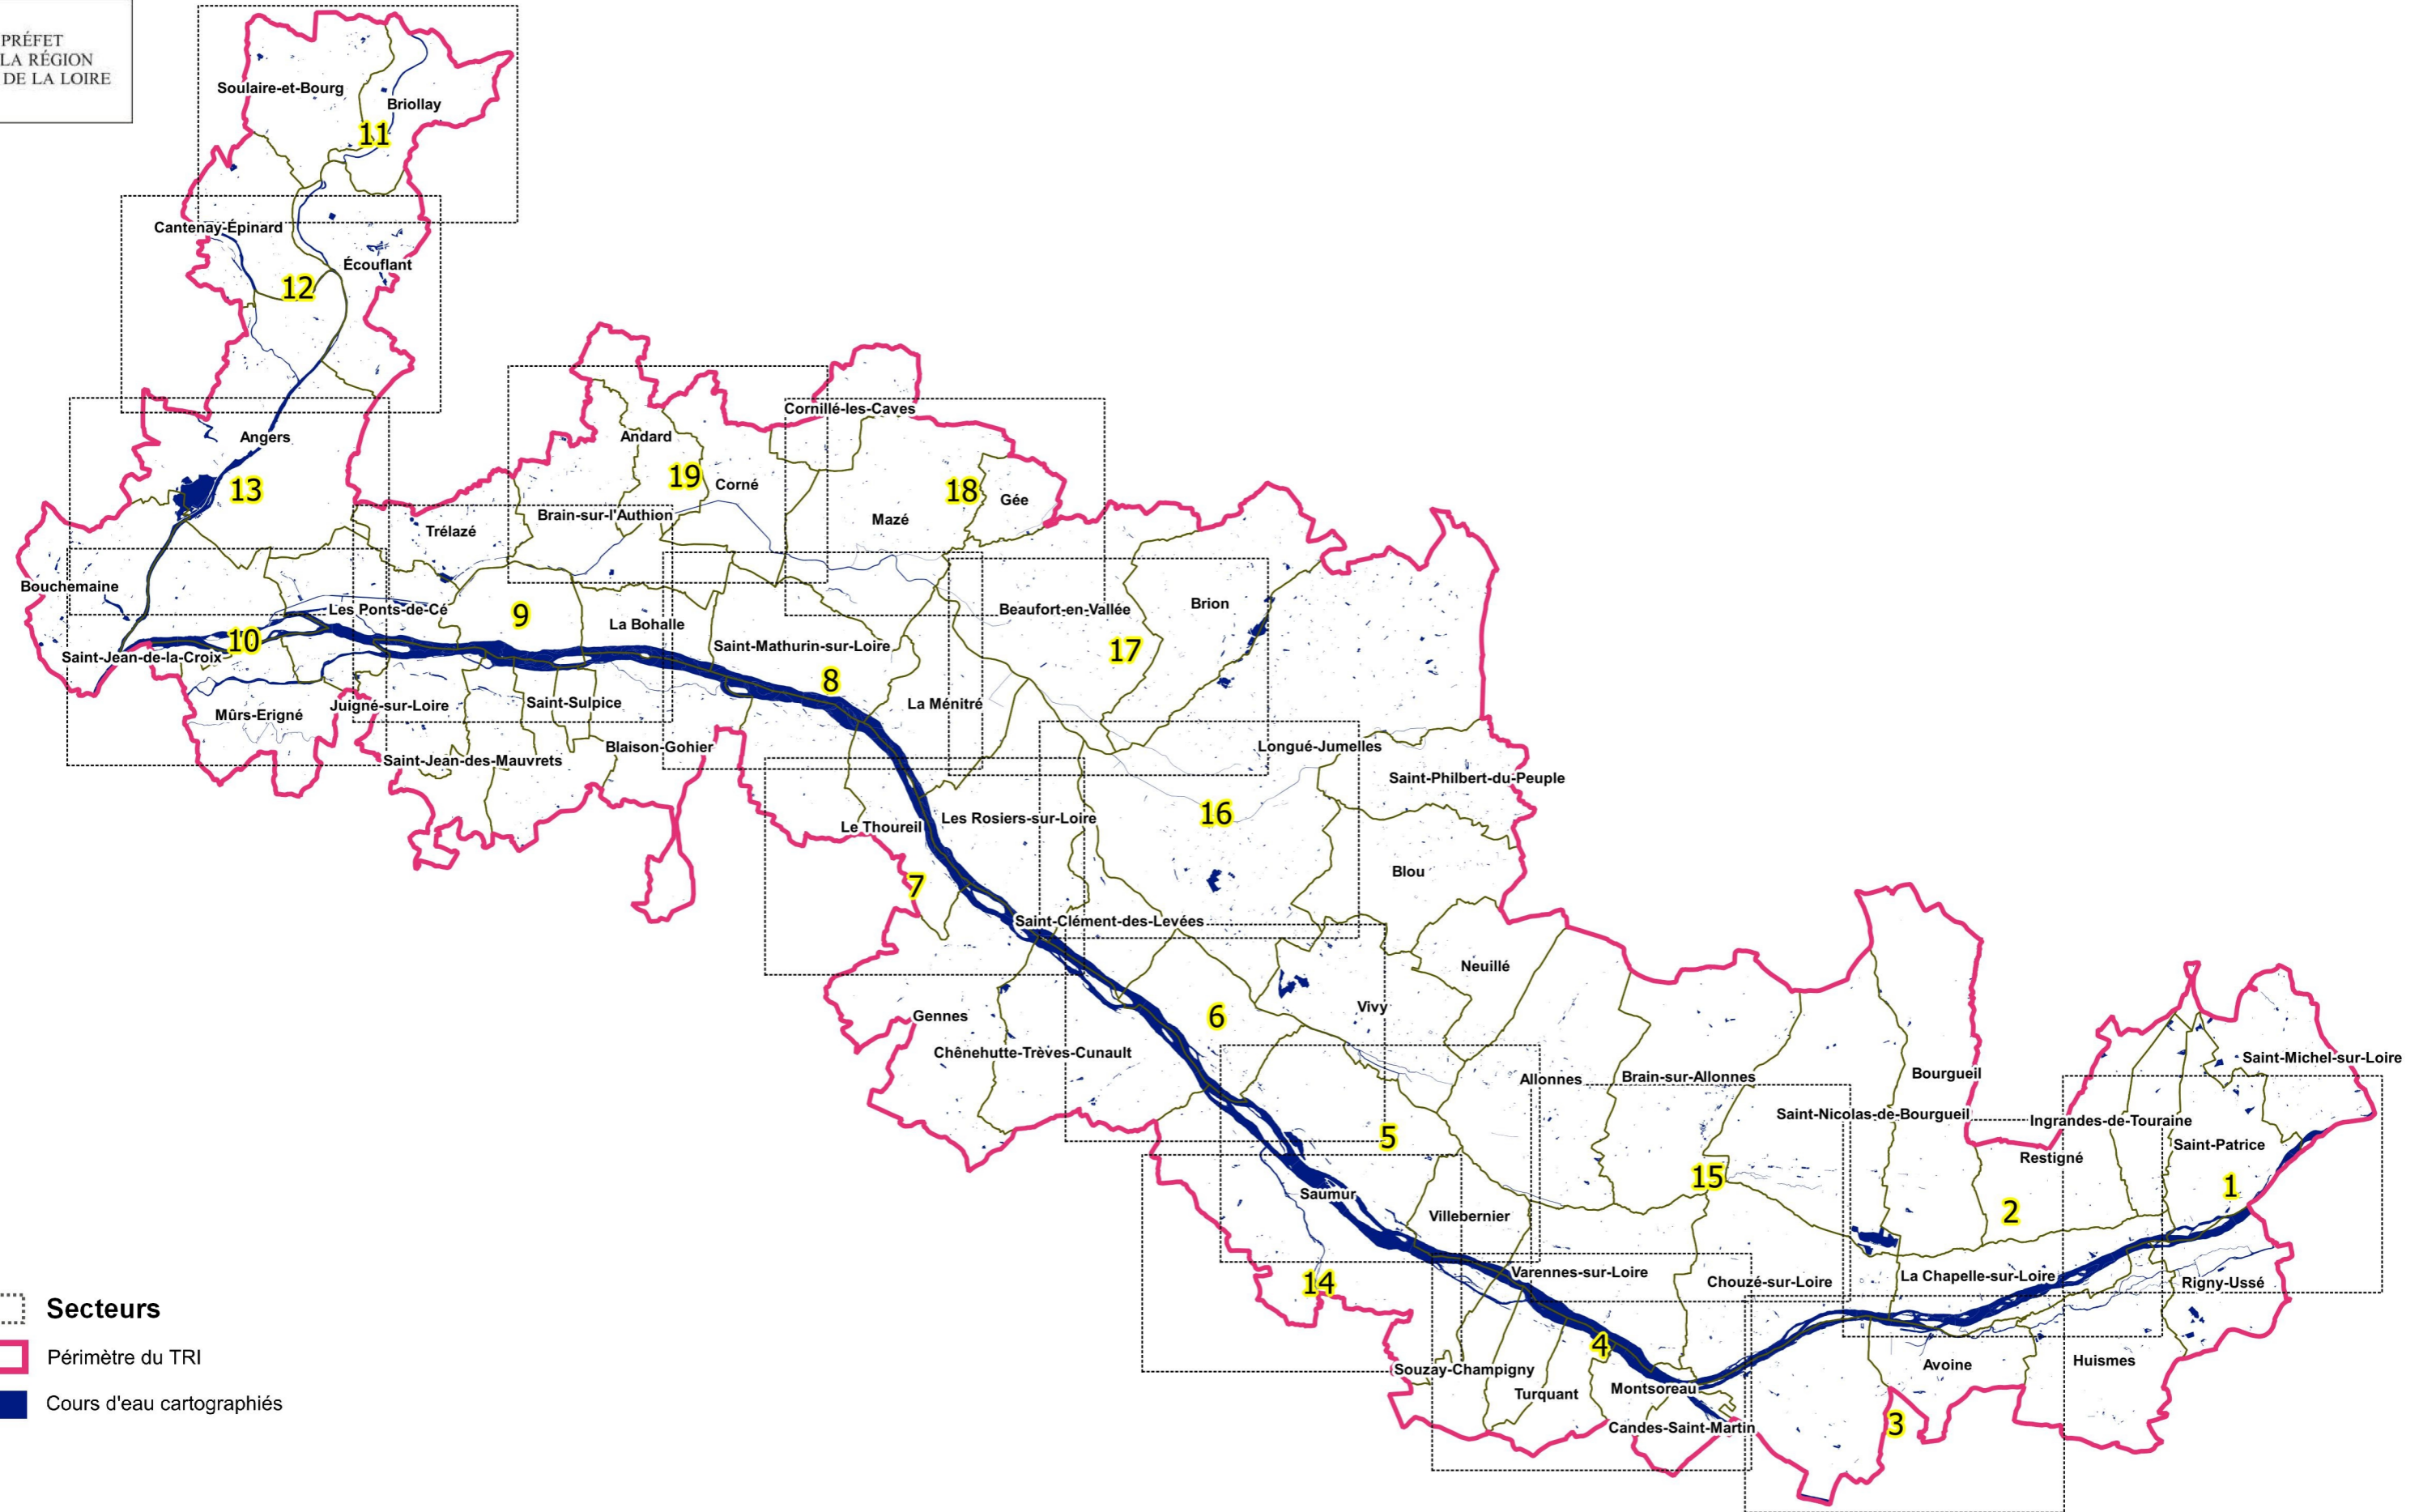 PRÉFET
LA RÉGION
DE LA LOIRE
Soulaire-et-Bourg
Briollay
11
Cantenay-Épinard
Écouflant
12
Angers
13
Cornillé-les-Caves
Andard
19
Corné
18
Gée
Mazé
Brain-sur-l'Authion
Trélazé
Bouchemaine
Les Ponts-de-Cé
9
La Bohalle
Beaufort-en-Vallée
Brion
10
Saint-Jean-de-la-Croix
Saint-Mathurin-sur-Loire
17
8
Mûrs-Erigné
Juigné-sur-Loire
Saint-Sulpice
La Ménitré
Blaison-Gohier
Saint-Jean-des-Mauvrets
Longué-Jumelles
Saint-Philbert-du-Peuple
16
Le Thoureil
Les Rosiers-sur-Loire
7
Blou
Saint-Clément-des-Levées
Neuillé
Vivy
6
Gennes
Chênehutte-Trèves-Cunault
Allonnes
Brain-sur-Allonnes
Bourgueil
Saint-Michel-sur-Loire
Saint-Nicolas-de-Bourgueil
Ingrandes-de-Touraine
5
Saint-Patrice
Restigné
15
1
Saumur
2
Villebernier
14
Varennes-sur-Loire
Chouzé-sur-Loire
La Chapelle-sur-Loire
Rigny-Ussé
4
Souzay-Champigny
Avoine
Huismes
Turquant
Montsoreau
Candes-Saint-Martin
3
Secteurs
Périmètre du TRI
Cours d'eau cartographiés